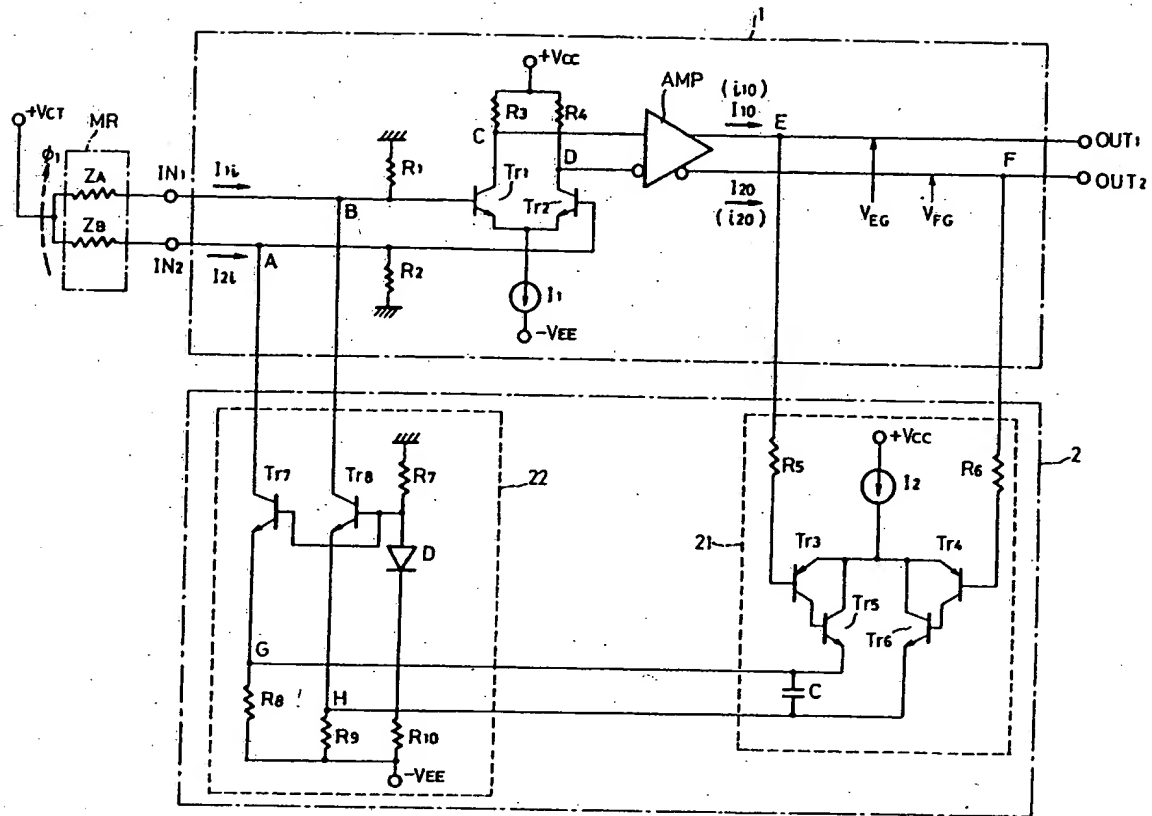 1
+VCC
AMP
(i10)
I10
E
R3
R4
+VCT
MR
C
OUT1
ϕ1
F
ZA
IN1
I1i
R1
D
Tr1
Tr2
OUT2
B
I20
(i20)
VEG
VFG
ZB
IN2
I2i
A
R2
I1
-VEE
+VCC
R5
R6
2
Tr7
Tr8
R7
22
I2
D
21
Tr3
Tr4
Tr5
Tr6
G
C
R8
H
R9
R10
-VEE